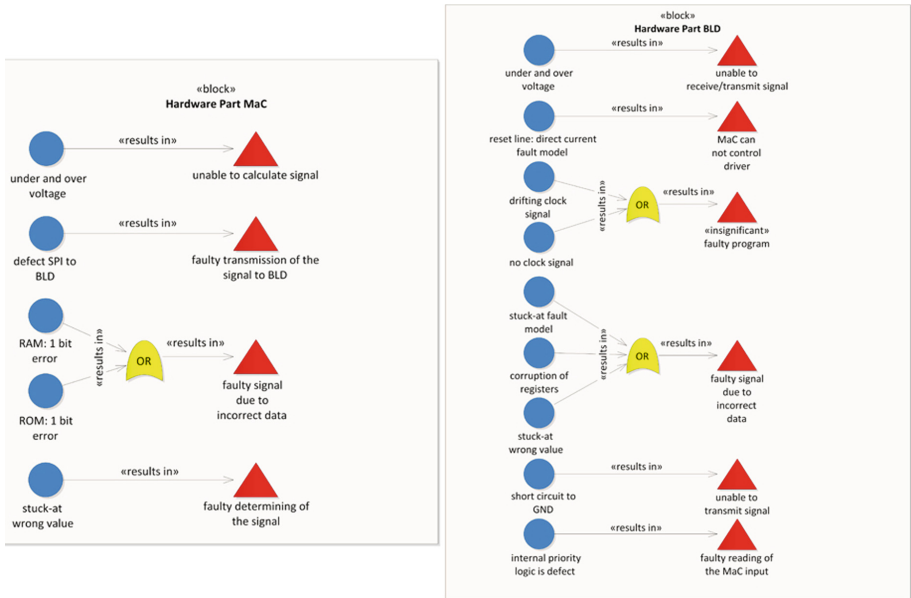 «block»
Hardware Part MaC
«results in»
under and over
voltage
unable to calculate signal
«results in»
defect SPI to
BLD
faulty transmission of the
signal to BLD
RAM: 1 bit
error
«results in»
OR
«results in»
ROM: 1 bit
error
faulty signal
due to
incorrect data
«results in»
stuck-at
wrong value
faulty determining of
the signal
«block»
Hardware Part BLD
«results in»
under and over
voltage
unable to
receive/transmit signal
«results in»
reset line: direct current
fault model
MaC can
not control
driver
drifting clock
signal
«results in»
OR
«results in»
no clock signal
«insignificant»
faulty program
stuck-at fault
model
«results in»
OR
«results in»
corruption of
registers
faulty signal
due to
incorrect
data
stuck-at
wrong value
«results in»
short circuit to
GND
unable to
transmit signal
«results in»
internal priority
logic is defect
faulty reading of
the MaC input